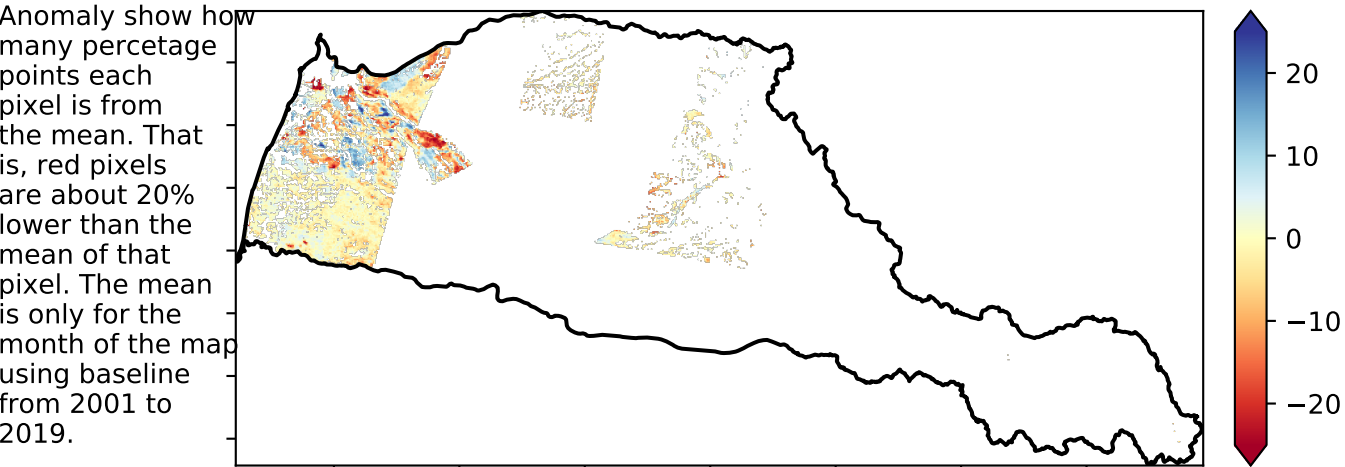 Anomaly show how
many percetage
points each
pixel is from
the mean. That
is, red pixels
are about 20%
lower than the
mean of that
pixel. The mean
is only for the
month of the map
using baseline
from 2001 to
2019.
20
10
0
−10
−20